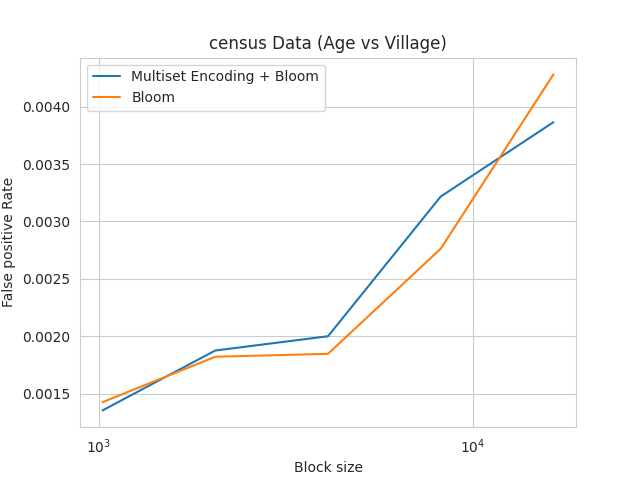 census Data (Age vs Village)
Multiset Encoding + Bloom
Bloom
False positive Rate
0.0040
0.0035
0.0030
0.0025
0.0020
0.0015
10³
10⁴
Block size